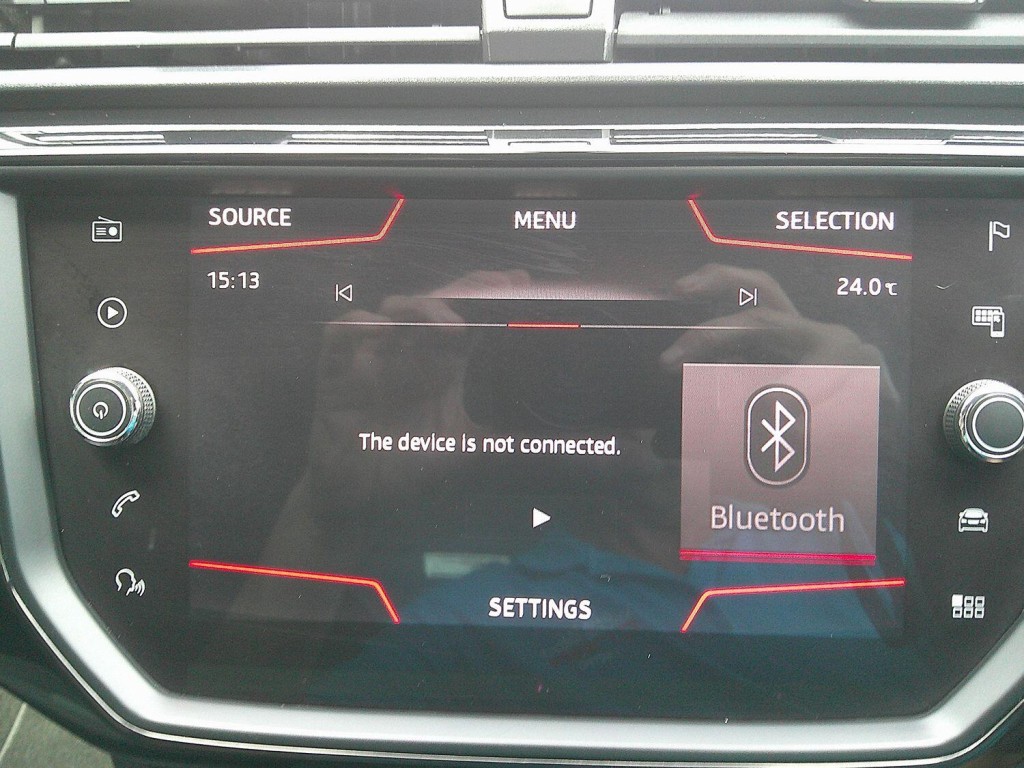 SOURCE
MENU
SELECTION
15:13
24.0 °C
The device is not connected.
Bluetooth
SETTINGS